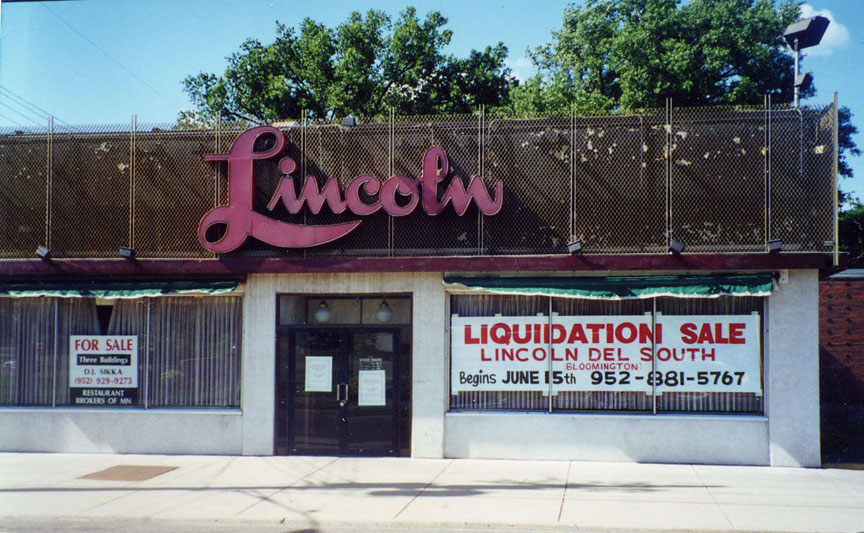 Lincoln
FOR SALE
Three Buildings
D.J. SIKKA
(952) 929-9273
RESTAURANT
BROKERS OF MN
LIQUIDATION SALE
LINCOLN DEL SOUTH
(BLOOMINGTON)
Begins JUNE 15th 952-881-5767